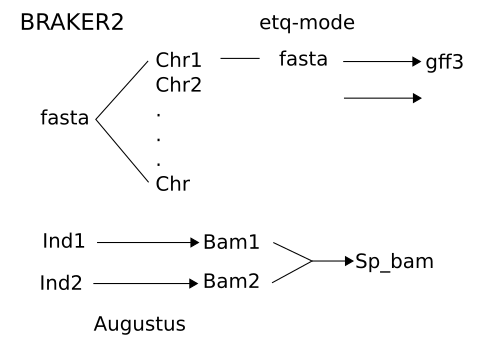 BRAKER2
etq-mode
Chr1
fasta
gff3
Chr2
fasta
.
.
.
Chr
Ind1
Bam1
Sp_bam
Ind2
Bam2
Augustus